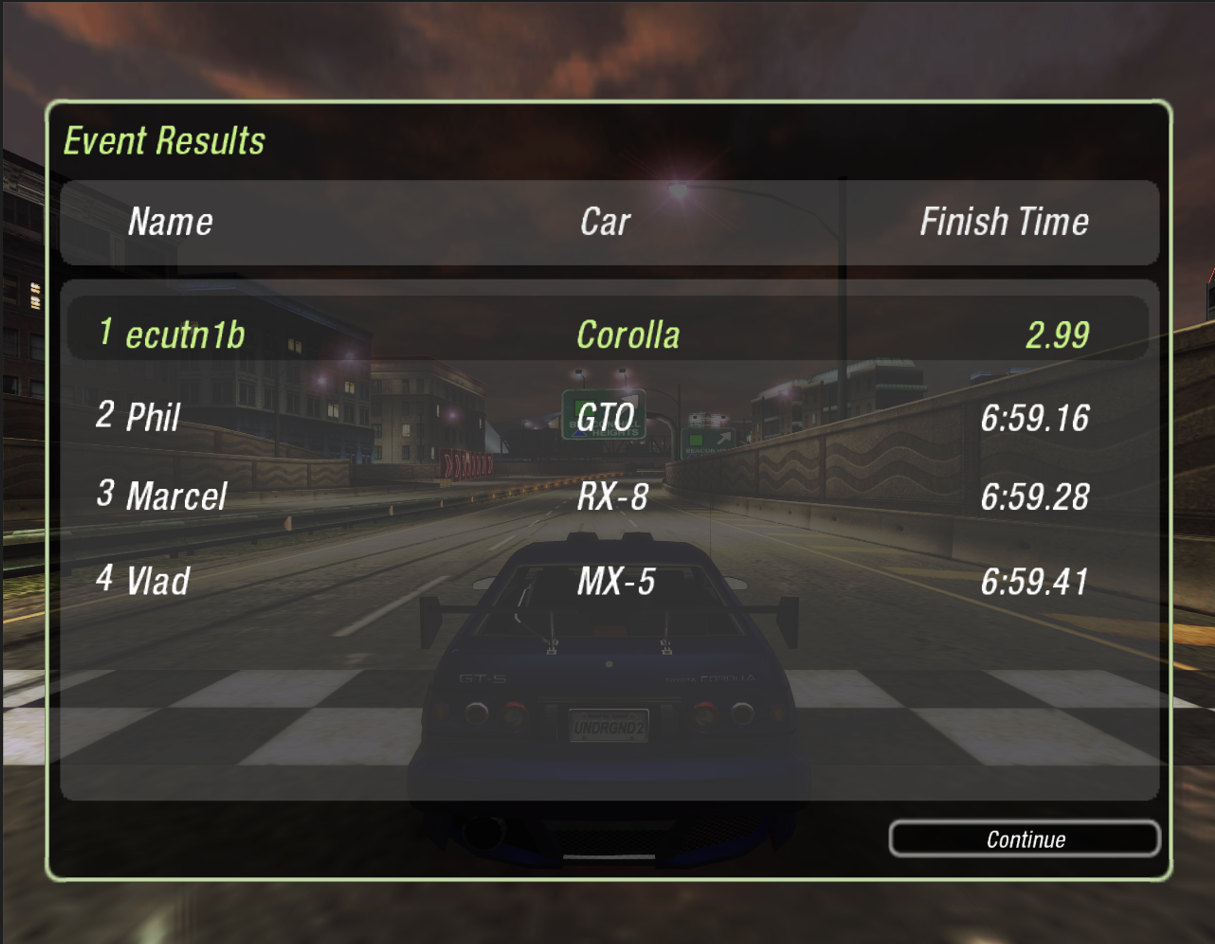 Event Results
Name Car Finish Time
1 ecutn1b Corolla 2.99
2 Phil GTO 6:59.16
HEIGHTS
3 Marcel RX-8 6:59.28
4 Vlad MX-5 6:59.41
GT-S COROLLA
UNDRGND2
Continue